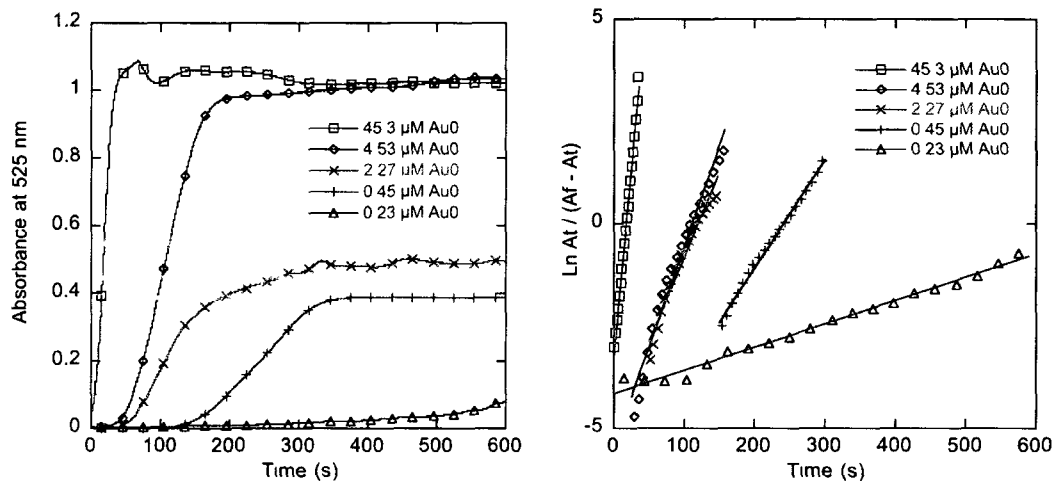 1.2
1
0.8
0.6
0.4
0.2
0
Absorbance at 525 nm
45 3 µM Au0
4 53 µM Au0
2 27 µM Au0
0 45 µM Au0
0 23 µM Au0
0 100 200 300 400 500 600
Time (s)
5
0
-5
Ln At / (Af - At)
45 3 µM Au0
4 53 µM Au0
2 27 µM Au0
0 45 µM Au0
0 23 µM Au0
0 100 200 300 400 500 600
Time (s)